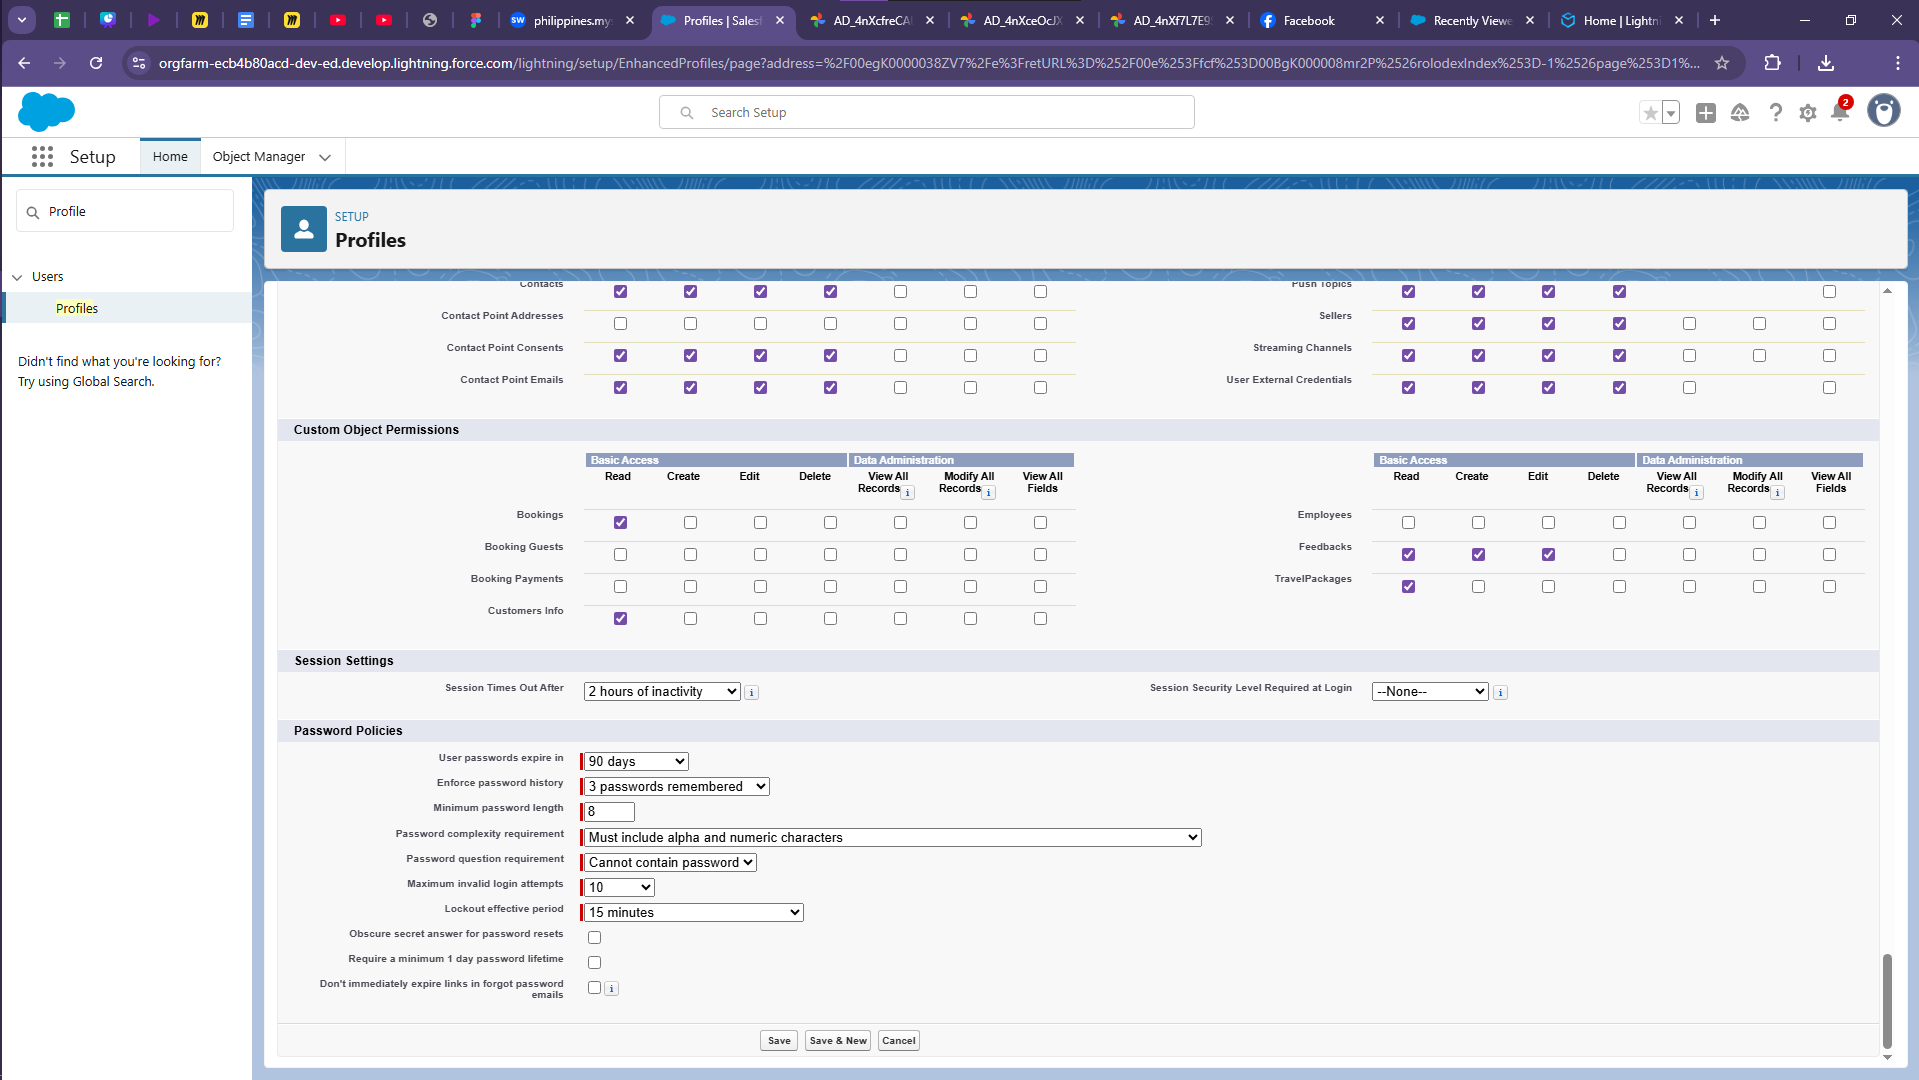 philippines.my
Profiles | Sales
AD_4nXcfreCA
AD_4nXceOcJX
AD_4nXf7L7E9
Facebook
Recently Viewe
Home | Lightni
orgfarm-ecb4b80acd-dev-ed.develop.lightning.force.com/lightning/setup/EnhancedProfiles/page?address=%2F00egK0000038ZV7%2Fe%3FretURL%3D%252F00e%253Ffcf%253D00BgK000008mr2P%2526rolodexIndex%253D-1%2526page%253D1%...
Search Setup
2
Setup
Home
Object Manager
Profile
Users
Profiles
Didn't find what you're looking for?
Try using Global Search.
SETUP
Profiles
Contacts
Push Topics
Contact Point Addresses
Sellers
Contact Point Consents
Streaming Channels
Contact Point Emails
User External Credentials
Custom Object Permissions
Basic Access Data Administration
Basic Access Data Administration
Read Create Edit Delete View All Records Modify All Records View All Fields
Read Create Edit Delete View All Records Modify All Records View All Fields
Bookings
Employees
Booking Guests
Feedbacks
Booking Payments
TravelPackages
Customers Info
Session Settings
Session Times Out After 2 hours of inactivity
Session Security Level Required at Login --None--
Password Policies
User passwords expire in 90 days
Enforce password history 3 passwords remembered
Minimum password length 8
Password complexity requirement Must include alpha and numeric characters
Password question requirement Cannot contain password
Maximum invalid login attempts 10
Lockout effective period 15 minutes
Obscure secret answer for password resets
Require a minimum 1 day password lifetime
Don't immediately expire links in forgot password
emails
Save Save & New Cancel